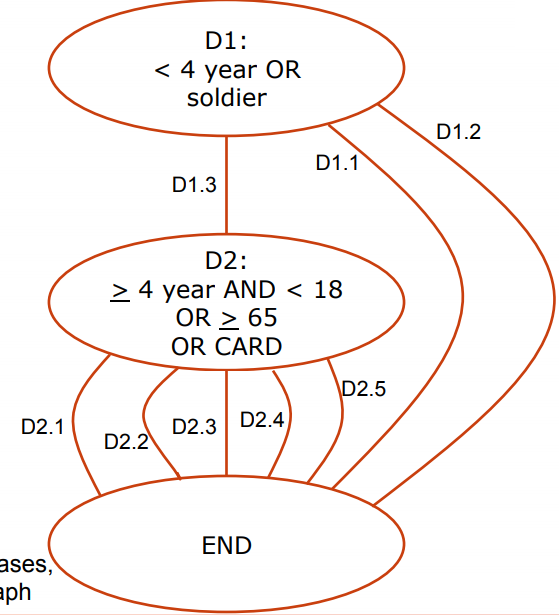 D1:
< 4 year OR
soldier
D1.2
D1.1
D1.3
D2:
≥ 4 year AND < 18
OR ≥ 65
OR CARD
D2.5
D2.4
D2.3
D2.1
D2.2
END
ases,
aph